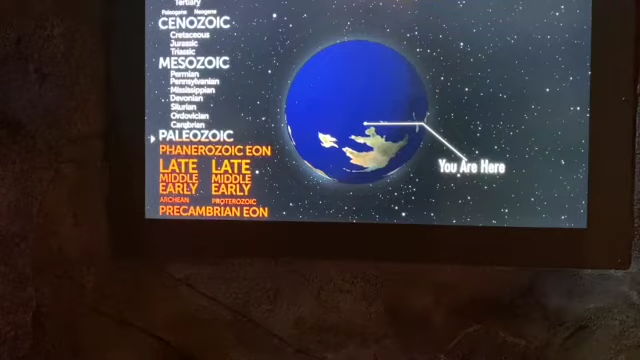 Tertiary
Paleogene Neogene
CENOZOIC
Cretaceous
Jurassic
Triassic
MESOZOIC
Permian
Pennsylvanian
Mississippian
Devonian
Silurian
Ordovician
Cambrian
PALEOZOIC
PHANEROZOIC EON
LATE LATE
MIDDLE MIDDLE
EARLY EARLY
ARCHEAN PROTEROZOIC
PRECAMBRIAN EON
You Are Here